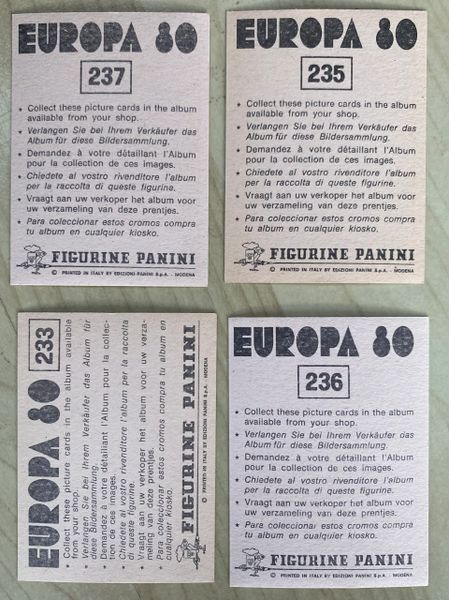 EUROPA 80
237
• Collect these picture cards in the album
available from your shop.
• Verlangen Sie bei Ihrem Verkäufer das
Album für diese Bildersammlung.
• Demandez à votre détaillant l'Album
pour la collection de ces images.
• Chiedete al vostro rivenditore l'album
per la raccolta di queste figurine.
• Vraagt aan uw verkoper het album voor
uw verzameling van deze prentjes.
• Para coleccionar estos cromos compra
tu album en cualquier kiosko.
FIGURINE PANINI
© PRINTED IN ITALY BY EDIZIONI PANINI S.p.A. - MODENA
EUROPA 80
235
• Collect these picture cards in the album
available from your shop.
• Verlangen Sie bei Ihrem Verkäufer das
Album für diese Bildersammlung.
• Demandez à votre détaillant l'Album
pour la collection de ces images.
• Chiedete al vostro rivenditore l'album
per la raccolta di queste figurine.
• Vraagt aan uw verkoper het album voor
uw verzameling van deze prentjes.
• Para coleccionar estos cromos compra
tu album en cualquier kiosko.
FIGURINE PANINI
© PRINTED IN ITALY BY EDIZIONI PANINI S.p.A. - MODENA
EUROPA 80
233
• Collect these picture cards in the album available
from your shop.
• Verlangen Sie bei Ihrem Verkäufer das Album für
diese Bildersammlung.
• Demandez à votre détaillant l'Album pour la collec-
tion de ces images.
• Chiedete al vostro rivenditore l'album per la raccolta
di queste figurine.
• Vraagt aan uw verkoper het album voor uw verza-
meling van deze prentjes.
• Para coleccionar estos cromos compra tu album en
cualquier kiosko.
FIGURINE PANINI
© PRINTED IN ITALY BY EDIZIONI PANINI S.p.A. - MODENA
EUROPA 80
236
• Collect these picture cards in the album
available from your shop.
• Verlangen Sie bei Ihrem Verkäufer das
Album für diese Bildersammlung.
• Demandez à votre détaillant l'Album
pour la collection de ces images.
• Chiedete al vostro rivenditore l'album
per la raccolta di queste figurine.
• Vraagt aan uw verkoper het album voor
uw verzameling van deze prentjes.
• Para coleccionar estos cromos compra
tu album en cualquier kiosko.
FIGURINE PANINI
© PRINTED IN ITALY BY EDIZIONI PANINI S.p.A. - MODENA